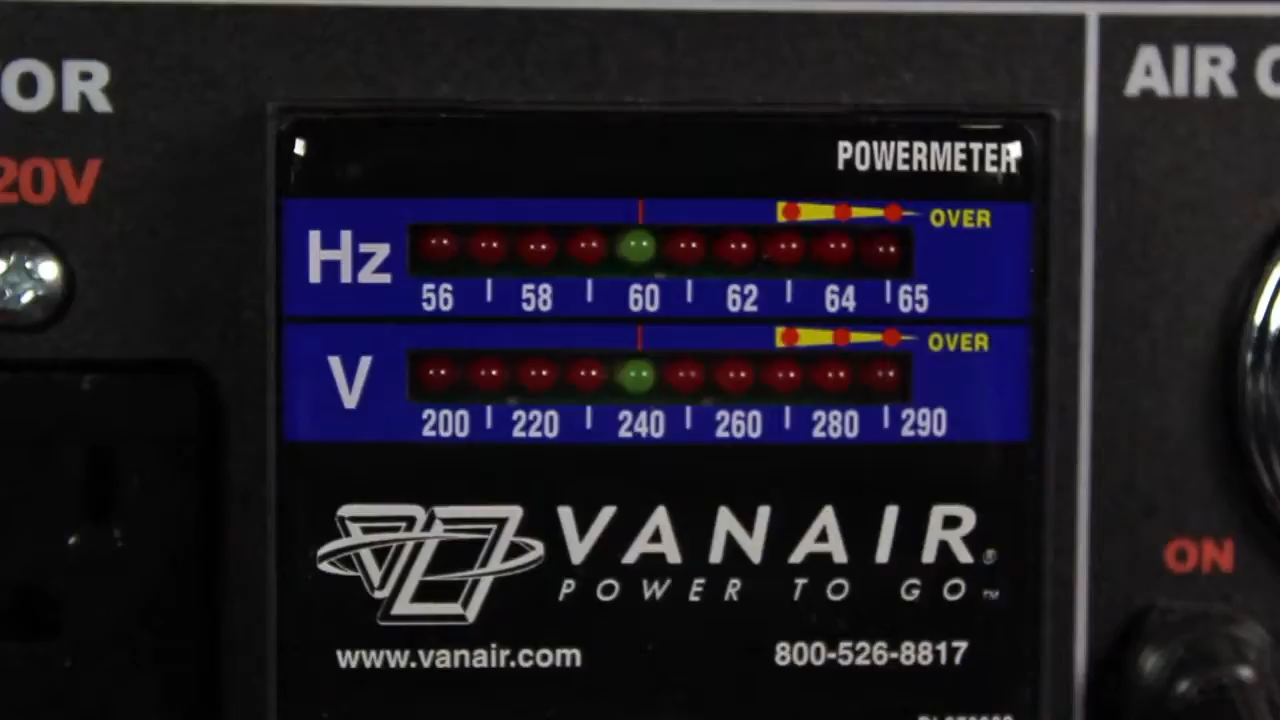 OR
20V
AIR
POWERMETER
OVER
Hz
56 58 60 62 64 65
OVER
V
200 220 240 260 280 290
VANAIR®
POWER TO GO™
www.vanair.com 800-526-8817
ON